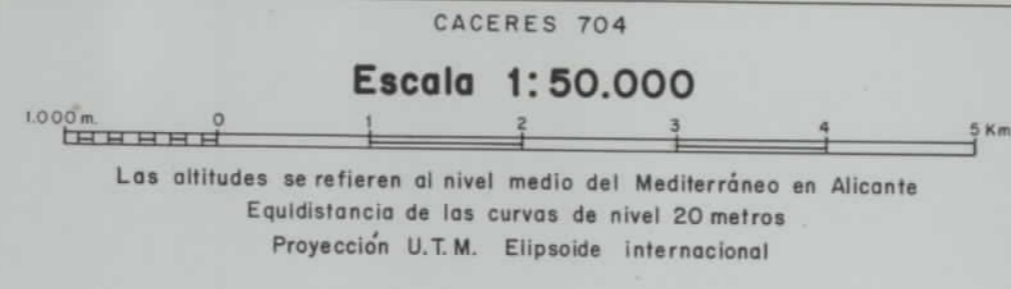 CACERES 704
Escala 1:50.000
1.000 m. 0 1 2 3 4 5 Km
Las altitudes se refieren al nivel medio del Mediterráneo en Alicante
Equidistancia de las curvas de nivel 20 metros
Proyección U.T.M. Elipsoide internacional